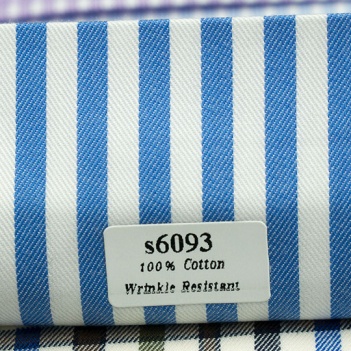 s6093
100% Cotton
Wrinkle Resistant